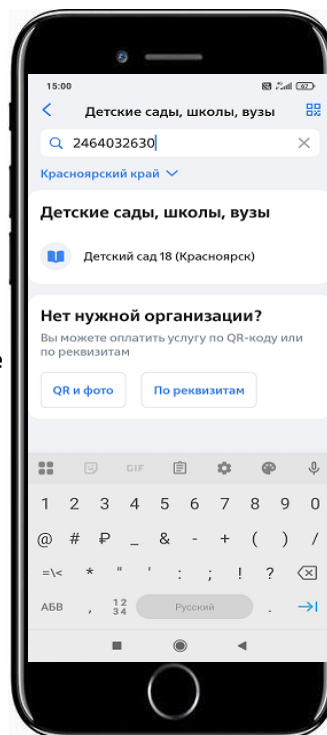 15:00
67
Детские сады, школы, вузы
2464032630
Красноярский край
Детские сады, школы, вузы
Детский сад 18 (Красноярск)
Нет нужной организации?
Вы можете оплатить услугу по QR-коду или
по реквизитам
QR и фото
По реквизитам
е
GIF
1 2 3 4 5 6 7 8 9 0
@ # ₽ _ & - + ( ) /
=\< * " ' : ; ! ?
АБВ , 12 34 Русский .